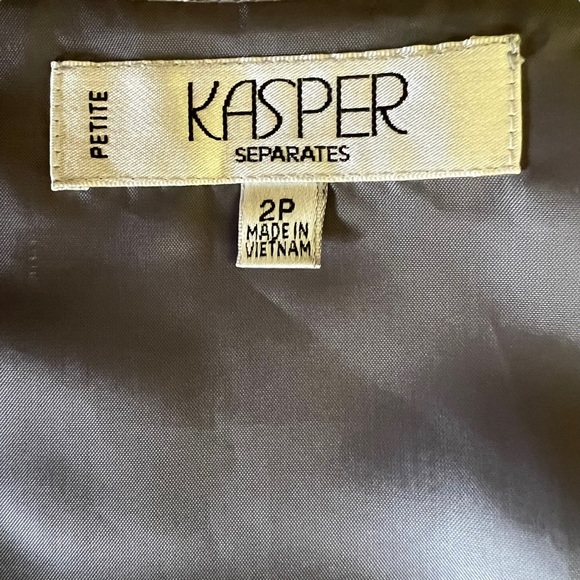 PETITE
KASPER
SEPARATES
2P
MADE IN
VIETNAM